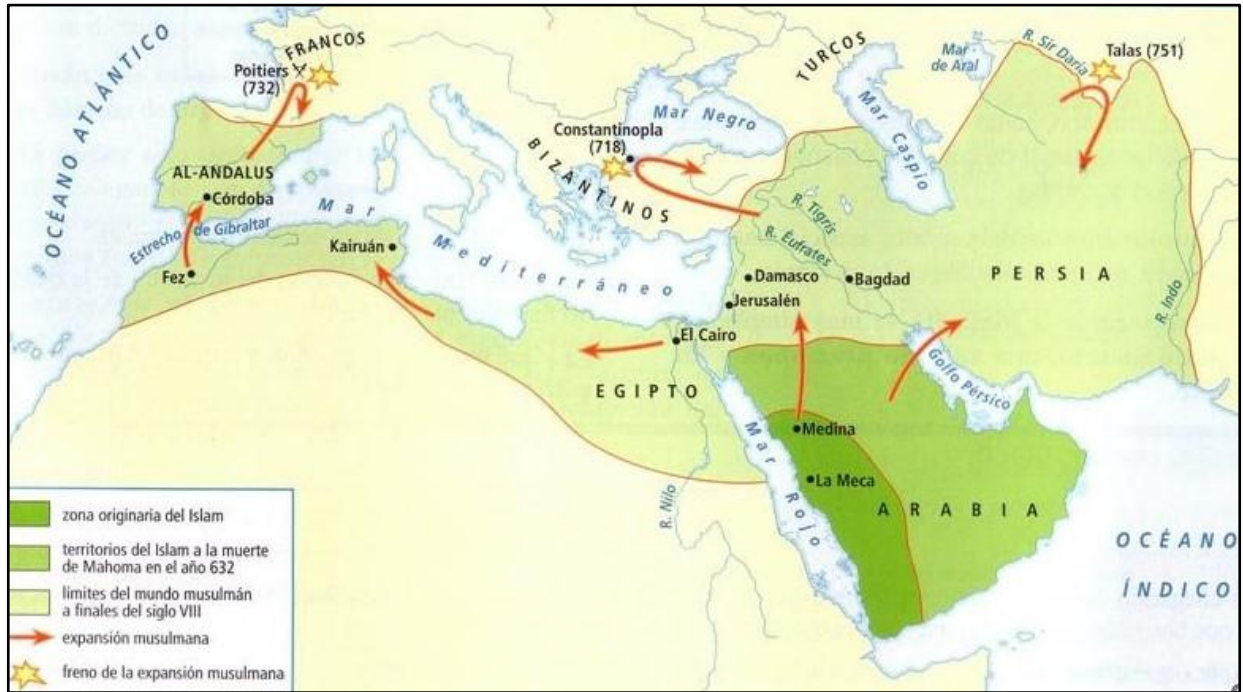 OCÉANO ATLÁNTICO
FRANCOS
Poitiers
(732)
AL-ANDALUS
Córdoba
Estrecho de Gibraltar
Fez
Kairuán
Mar Mediterráneo
Constantinopla
(718)
BIZANTINOS
Mar Negro
TURCOS
Mar Caspio
Mar
de Aral
R. Sir Daria
Talas (751)
R. Tigris
R. Éufrates
Damasco
Bagdad
Jerusalén
PERSIA
R. Indo
El Cairo
EGIPTO
Golfo Pérsico
Medina
La Meca
Mar Rojo
R. Nilo
ARABIA
OCÉANO
ÍNDICO
zona originaria del Islam
territorios del Islam a la muerte
de Mahoma en el año 632
límites del mundo musulmán
a finales del siglo VIII
expansión musulmana
freno de la expansión musulmana